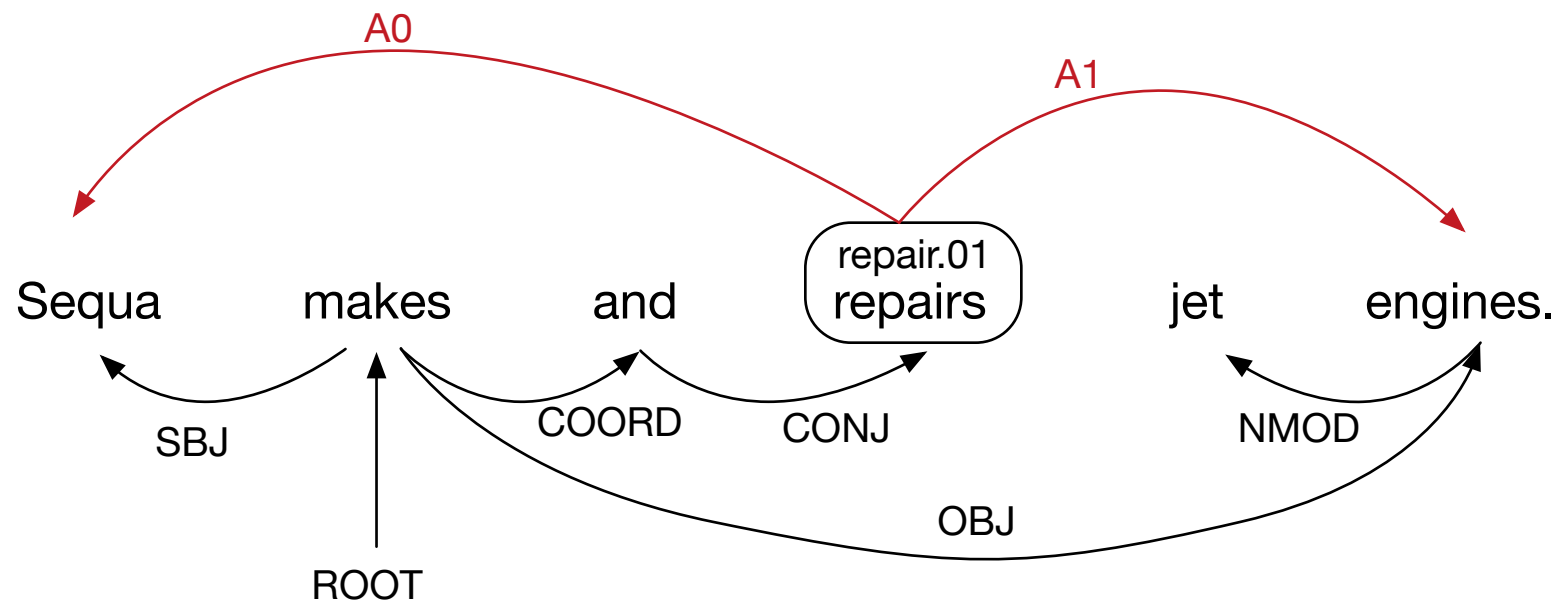 A0
A1
repair.01
Sequa makes and repairs jet engines.
SBJ COORD CONJ NMOD
OBJ
ROOT